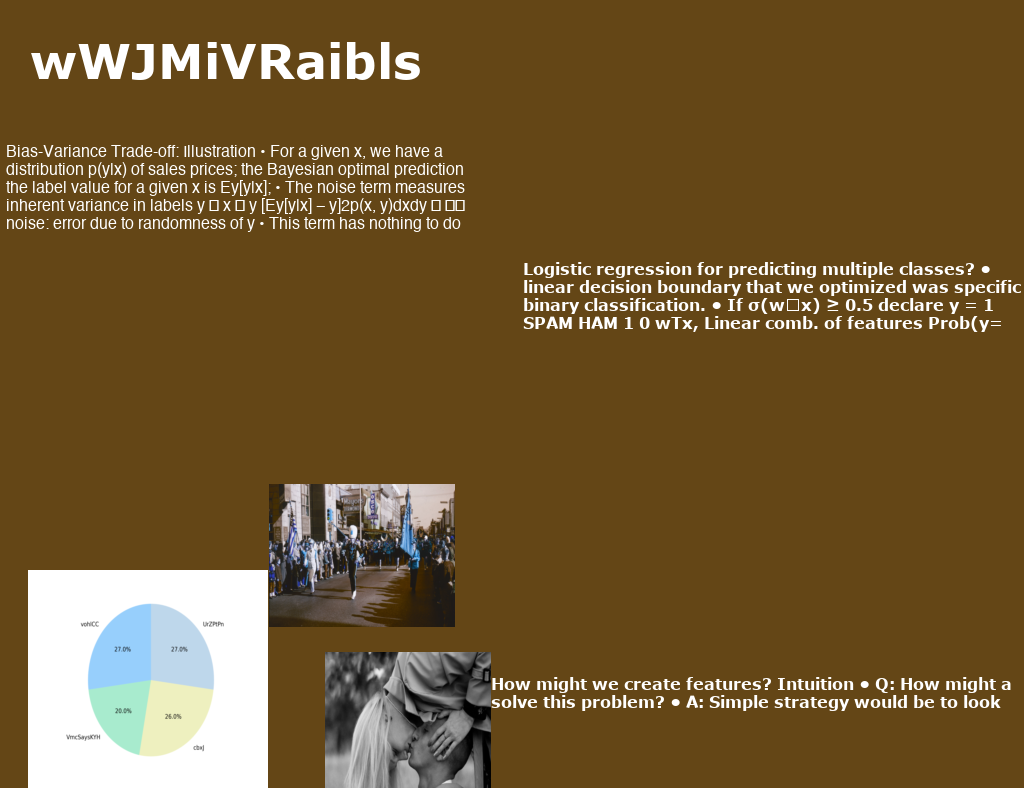 wWJMiVRaibls
Bias-Variance Trade-off: Illustration • For a given x, we have a
distribution p(y|x) of sales prices; the Bayesian optimal prediction
the label value for a given x is Ey[y|x]; • The noise term measures
inherent variance in labels y □ x □ y [Ey[y|x] – y]2p(x, y)dxdy □ □□
noise: error due to randomness of y • This term has nothing to do
Logistic regression for predicting multiple classes? ●
linear decision boundary that we optimized was specific
binary classification. ● If σ(w□x) ≥ 0.5 declare y = 1
SPAM HAM 1 0 wTx, Linear comb. of features Prob(y=
vohlCC
UrZPtPn
27.0%
27.0%
20.0%
26.0%
VmcSaysKYH
cbxJ
How might we create features? Intuition ● Q: How might a
solve this problem? ● A: Simple strategy would be to look